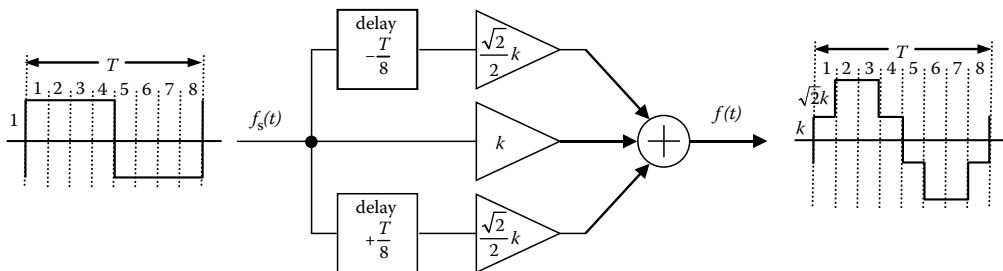 T
1 2 3 4 5 6 7 8
1
f_s(t)
delay
−T/8
√2/2 k
k
delay
+T/8
√2/2 k
f(t)
T
1 2 3 4 5 6 7 8
√2k
k